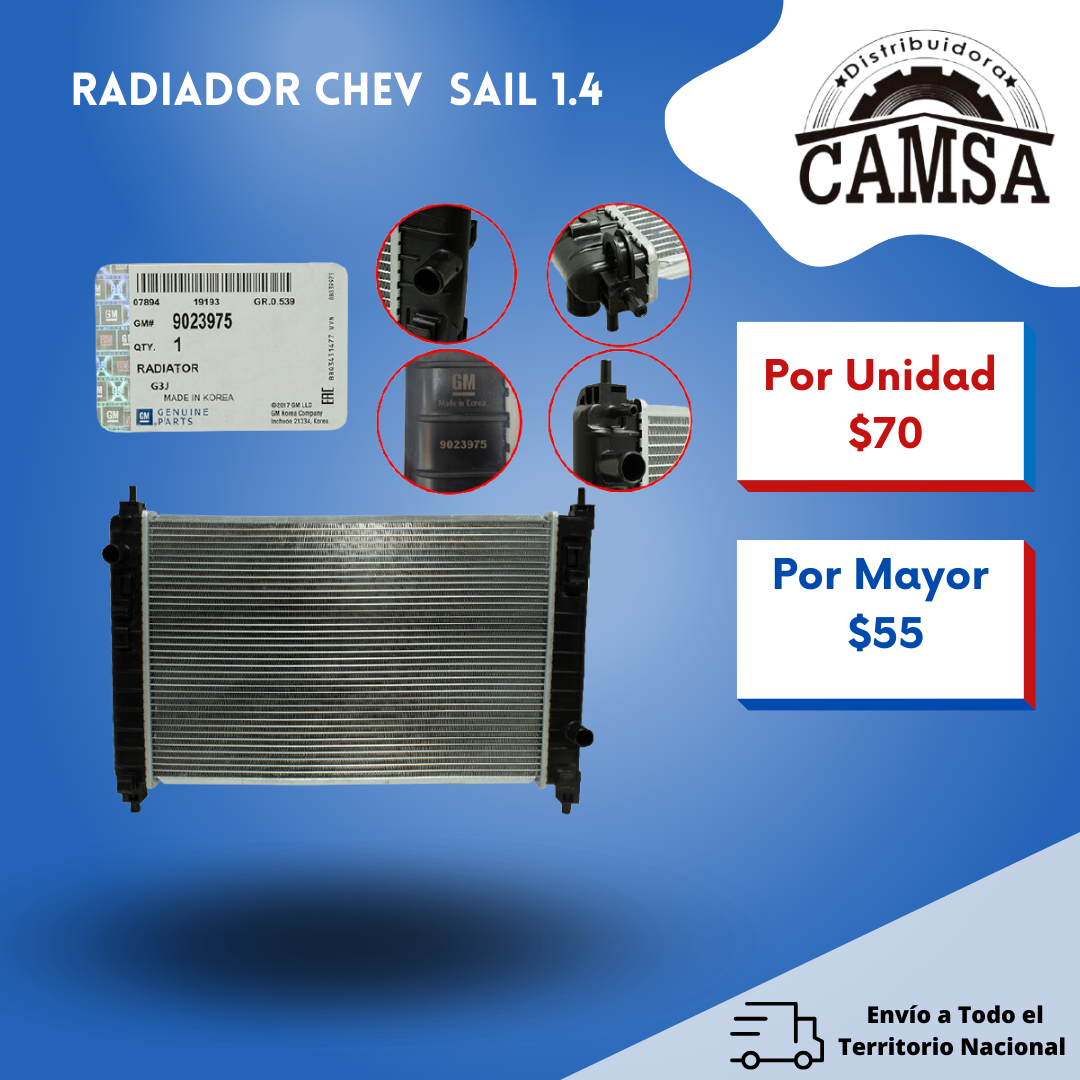 RADIADOR CHEV SAIL 1.4
Distribuidora
CAMSA
07894 19193 GR.0.539
GM# 9023975
QTY. 1
RADIATOR
G3J
MADE IN KOREA
GM GENUINE
PARTS
©2017 GM LLC
GM Korea Company
Incheon 21334, Korea
EAC
GM
Made in Korea
9023975
Por Unidad
$70
Por Mayor
$55
Envío a Todo el
Territorio Nacional